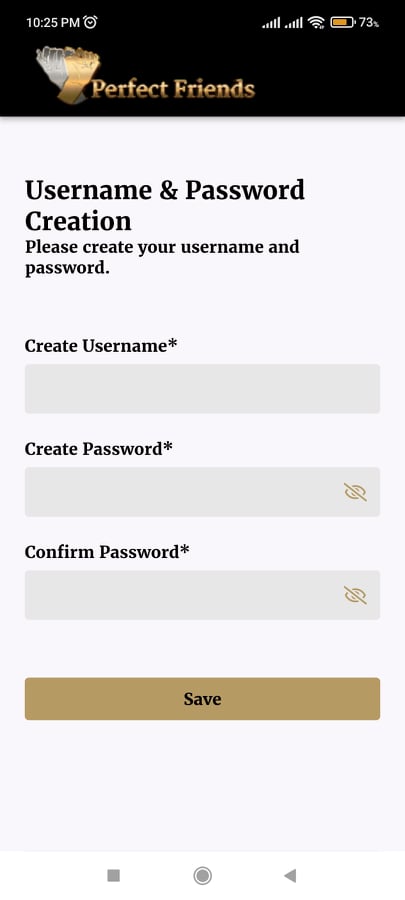 10:25 PM
73%
Perfect Friends
Username & Password
Creation
Please create your username and
password.
Create Username*
Create Password*
Confirm Password*
Save